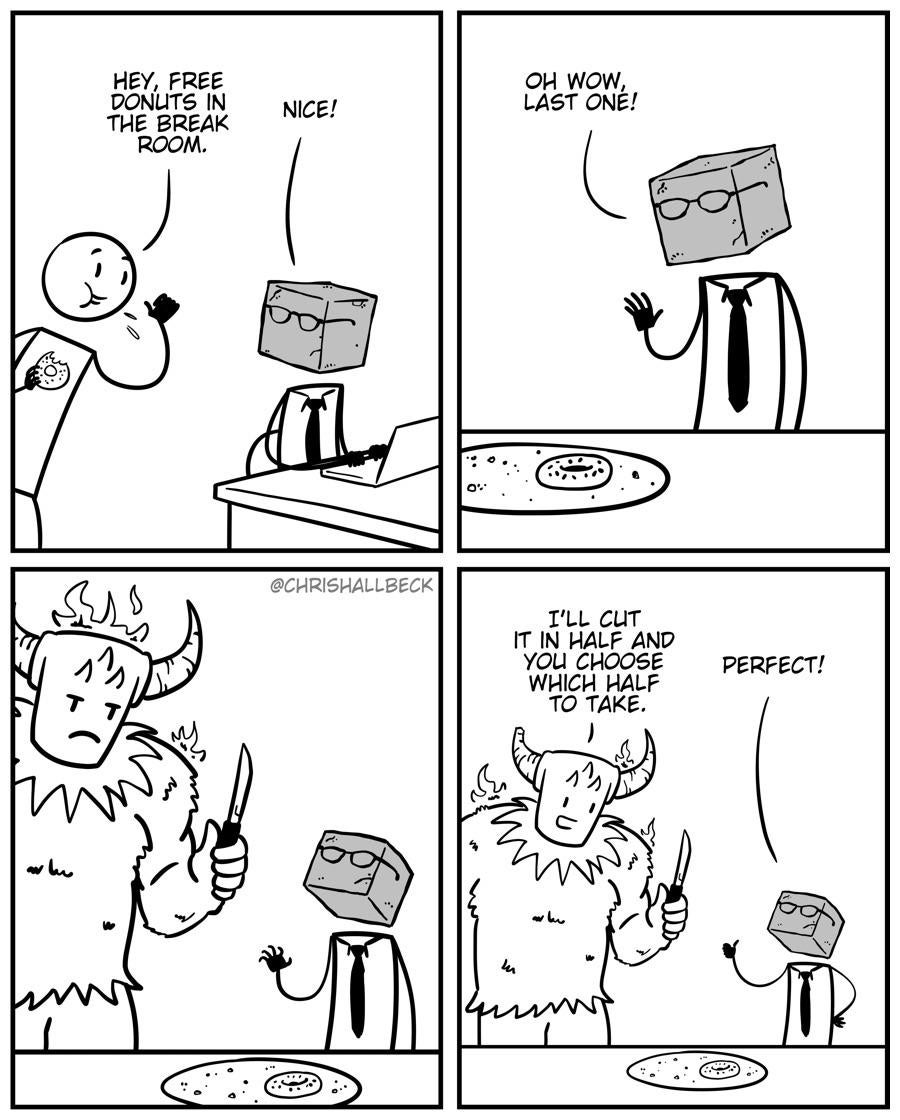 HEY, FREE
DONUTS IN
THE BREAK
ROOM.
NICE!
OH WOW,
LAST ONE!
@CHRISHALLBECK
I'LL CUT
IT IN HALF AND
YOU CHOOSE
WHICH HALF
TO TAKE.
PERFECT!